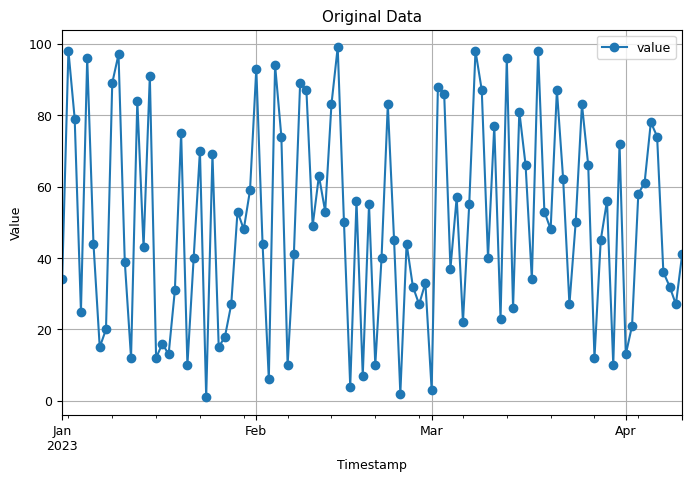 Original Data
value
Value
100
80
60
40
20
0
Jan
2023
Feb
Mar
Apr
Timestamp